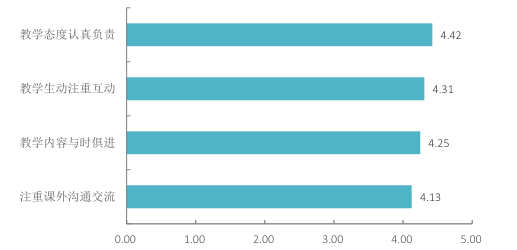 教学态度认真负责 4.42
教学生动注重互动 4.31
教学内容与时俱进 4.25
注重课外沟通交流 4.13
0.00 1.00 2.00 3.00 4.00 5.00